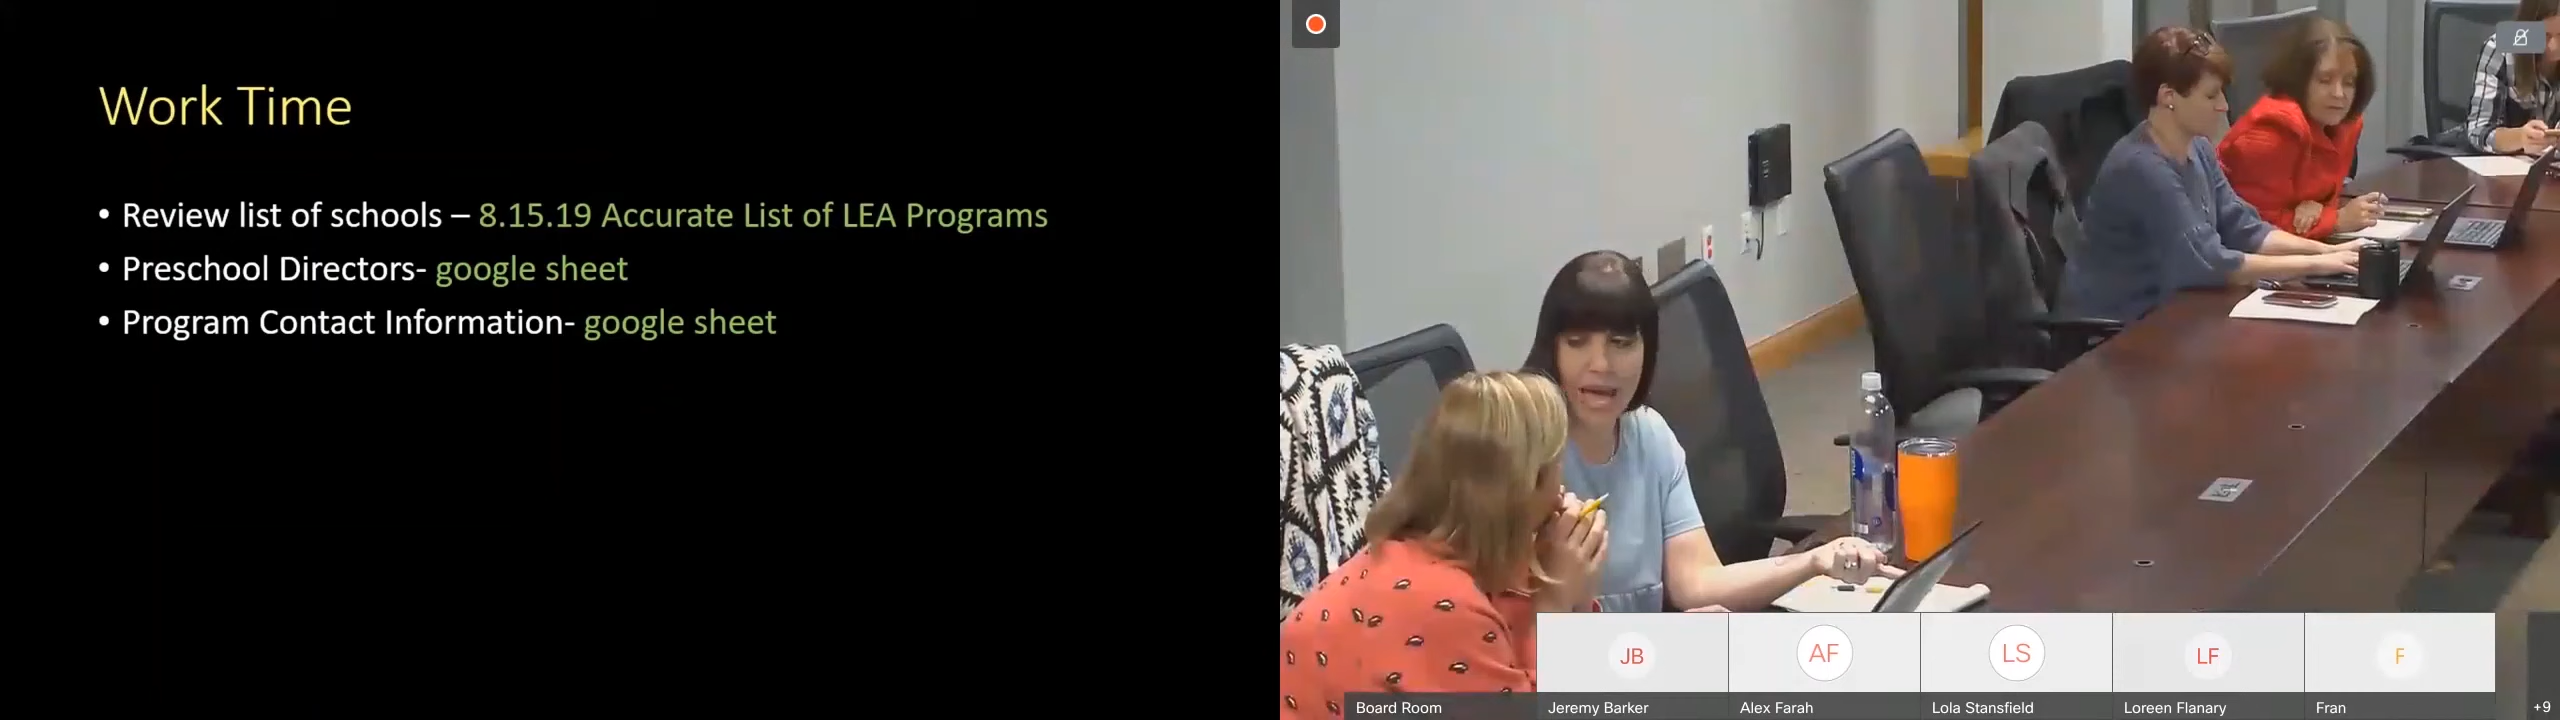 Work Time
• Review list of schools – 8.15.19 Accurate List of LEA Programs
• Preschool Directors- google sheet
• Program Contact Information- google sheet
JB
AF
LS
LF
F
Board Room
Jeremy Barker
Alex Farah
Lola Stansfield
Loreen Flanary
Fran
+9